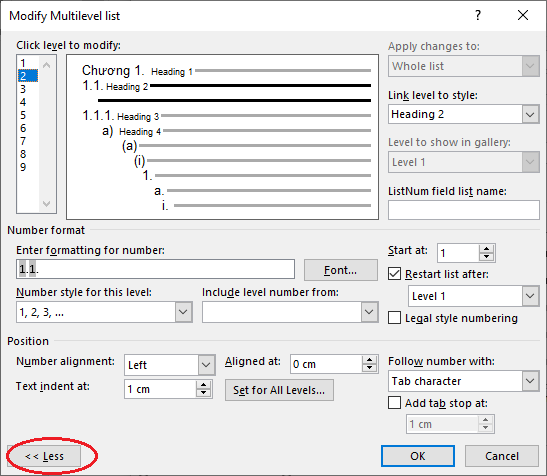 Modify Multilevel list
? ×
Click level to modify:
1
2
3
4
5
6
7
8
9
Chương 1. Heading 1
1.1. Heading 2
1.1.1. Heading 3
a) Heading 4
(a)
(i)
1.
a.
i.
Apply changes to:
Whole list
Link level to style:
Heading 2
Level to show in gallery:
Level 1
ListNum field list name:
Number format
Enter formatting for number:
1.1.
Font...
Number style for this level:
1, 2, 3, ...
Include level number from:
Start at: 1
Restart list after:
Level 1
Legal style numbering
Position
Number alignment: Left
Aligned at: 0 cm
Text indent at: 1 cm
Set for All Levels...
Follow number with:
Tab character
Add tab stop at:
1 cm
<< Less
OK
Cancel